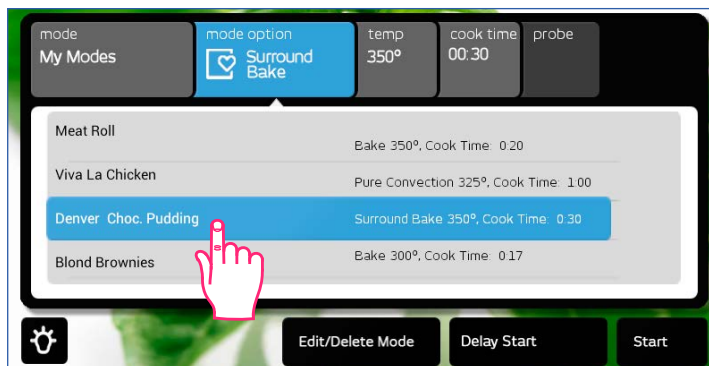 mode
My Modes
mode option
Surround
Bake
temp
350°
cook time
00:30
probe
Meat Roll
Bake 350°, Cook Time: 0:20
Viva La Chicken
Pure Convection 325°, Cook Time: 1:00
Denver Choc. Pudding
Surround Bake 350°, Cook Time: 0:30
Blond Brownies
Bake 300°, Cook Time: 0:17
Edit/Delete Mode
Delay Start
Start